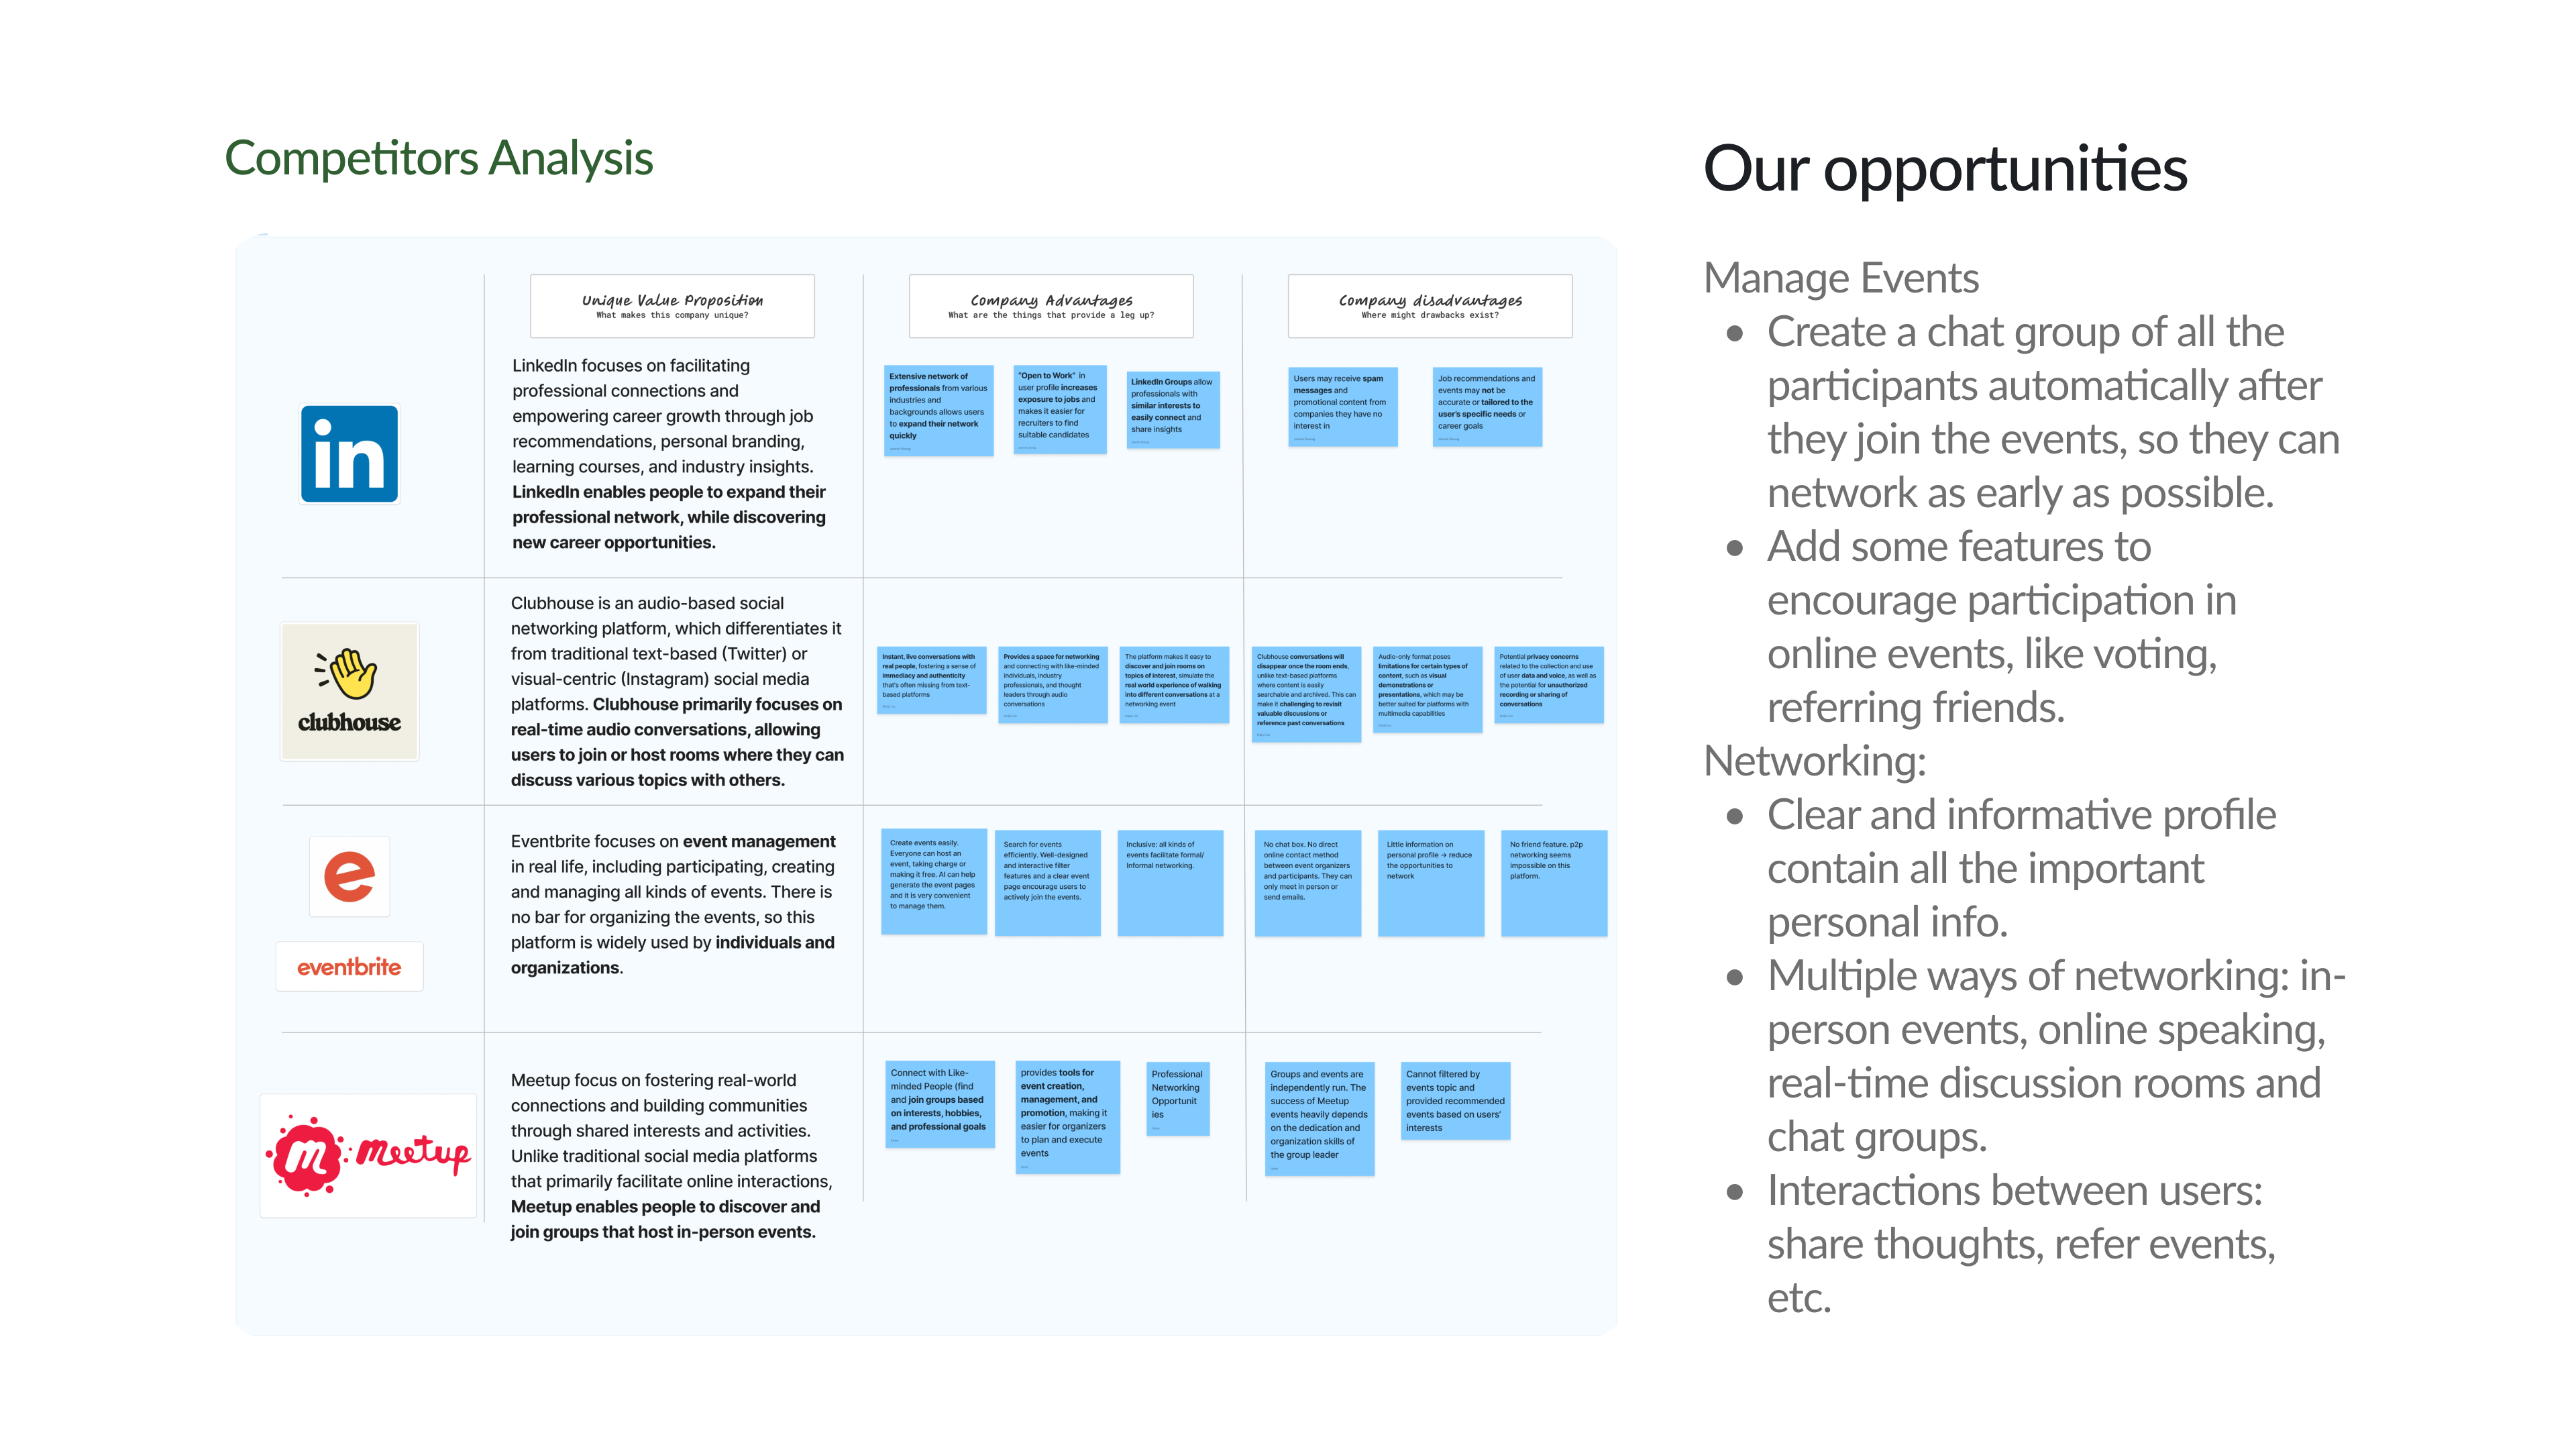 Competitors Analysis
Unique Value Proposition
What makes this company unique?
Company Advantages
What are the things that provide a leg up?
Company disadvantages
Where might drawbacks exist?
in
LinkedIn focuses on facilitating
professional connections and
empowering career growth through job
recommendations, personal branding,
learning courses, and industry insights.
LinkedIn enables people to expand their
professional network, while discovering
new career opportunities.
Extensive network of
professionals from various
industries and
backgrounds allows users
to expand their network
quickly
"Open to Work" in
user profile increases
exposure to jobs and
makes it easier for
recruiters to find
suitable candidates
LinkedIn Groups allow
professionals with
similar interests to
easily connect and
share insights
Users may receive spam
messages and
promotional content from
companies they have no
interest in
Job recommendations and
events may not be
accurate or tailored to the
user's specific needs or
career goals
clubhouse
Clubhouse is an audio-based social
networking platform, which differentiates it
from traditional text-based (Twitter) or
visual-centric (Instagram) social media
platforms. Clubhouse primarily focuses on
real-time audio conversations, allowing
users to join or host rooms where they can
discuss various topics with others.
Instant, live conversations with
real people, fostering a sense of
immediacy and authenticity
that's often missing from text-
based platforms
Provides a space for networking
and connecting with like-minded
individuals, industry
professionals, and thought
leaders through audio
conversations
The platform makes it easy to
discover and join rooms on
topics of interest, simulate the
real world experience of walking
into different conversations at a
networking event
Clubhouse conversations will
disappear once the room ends,
unlike text-based platforms
where content is easily
searchable and archived. This can
make it challenging to revisit
valuable discussions or
reference past conversations
Audio-only format poses
limitations for certain types of
content, such as visual
demonstrations or
presentations, which may be
better suited for platforms with
multimedia capabilities
Potential privacy concerns
related to the collection and use
of user data and voice, as well as
the potential for unauthorized
recording or sharing of
conversations
e
eventbrite
Eventbrite focuses on event management
in real life, including participating, creating
and managing all kinds of events. There is
no bar for organizing the events, so this
platform is widely used by individuals and
organizations.
Create events easily.
Everyone can host an
event, taking charge or
making it free. AI can help
generate the event pages
and it is very convenient
to manage them.
Search for events
efficiently. Well-designed
and interactive filter
features and a clear event
page encourage users to
actively join the events.
Inclusive: all kinds of
events facilitate formal/
Informal networking.
No chat box. No direct
online contact method
between event organizers
and participants. They can
only meet in person or
send emails.
Little information on
personal profile → reduce
the opportunities to
network
No friend feature. p2p
networking seems
impossible on this
platform.
m meetup
Meetup focus on fostering real-world
connections and building communities
through shared interests and activities.
Unlike traditional social media platforms
that primarily facilitate online interactions,
Meetup enables people to discover and
join groups that host in-person events.
Connect with Like-
minded People (find
and join groups based
on interests, hobbies,
and professional goals
provides tools for
event creation,
management, and
promotion, making it
easier for organizers
to plan and execute
events
Professional
Networking
Opportunit
ies
Groups and events are
independently run. The
success of Meetup
events heavily depends
on the dedication and
organization skills of
the group leader
Cannot filtered by
events topic and
provided recommended
events based on users'
interests
Our opportunities
Manage Events
● Create a chat group of all the
participants automatically after
they join the events, so they can
network as early as possible.
● Add some features to
encourage participation in
online events, like voting,
referring friends.
Networking:
● Clear and informative profile
contain all the important
personal info.
● Multiple ways of networking: in-
person events, online speaking,
real-time discussion rooms and
chat groups.
● Interactions between users:
share thoughts, refer events,
etc.